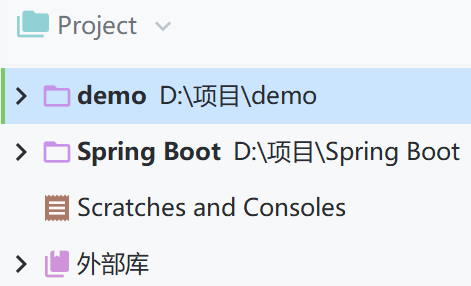 Project
demo D:\项目\demo
Spring Boot D:\项目\Spring Boot
Scratches and Consoles
外部库